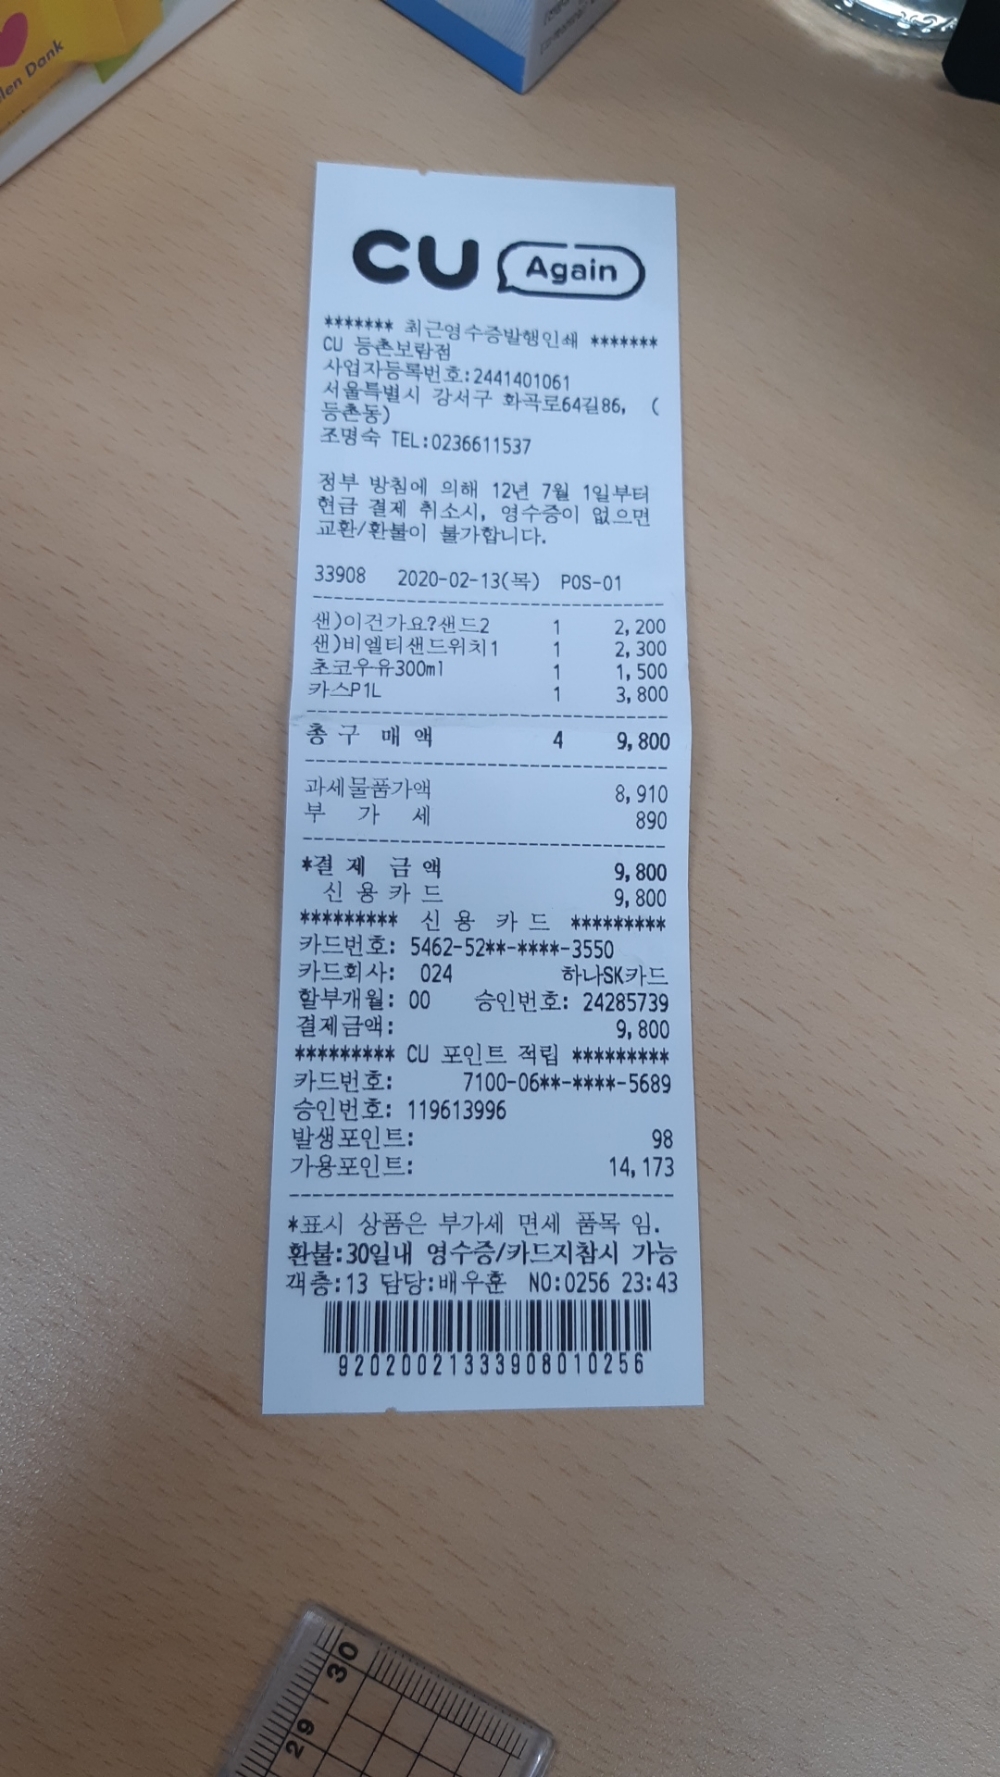 len Dank
CU Again
******* 최근영수증발행인쇄 *******
CU 등촌보람점
사업자등록번호:2441401061
서울특별시 강서구 화곡로64길86, (
등촌동)
조명숙 TEL:0236611537
정부 방침에 의해 12년 7월 1일부터
현금 결제 취소시, 영수증이 없으면
교환/환불이 불가합니다.
33908 2020-02-13(목) POS-01
샌)이건가요?샌드2 1 2,200
샌)비엘티샌드위치1 1 2,300
초코우유300ml 1 1,500
카스P1L 1 3,800
총 구 매 액 4 9,800
과세물품가액 8,910
부 가 세 890
*결 제 금 액 9,800
신 용 카 드 9,800
********* 신 용 카 드 *********
카드번호: 5462-52**-****-3550
카드회사: 024 하나SK카드
할부개월: 00 승인번호: 24285739
결제금액: 9,800
********* CU 포인트 적립 *********
카드번호: 7100-06**-****-5689
승인번호: 119613996
발생포인트: 98
가용포인트: 14,173
*표시 상품은 부가세 면세 품목 임.
환불:30일내 영수증/카드지참시 가능
객층:13 담당:배우훈 NO:0256 23:43
9202002133390801 0256
30
29